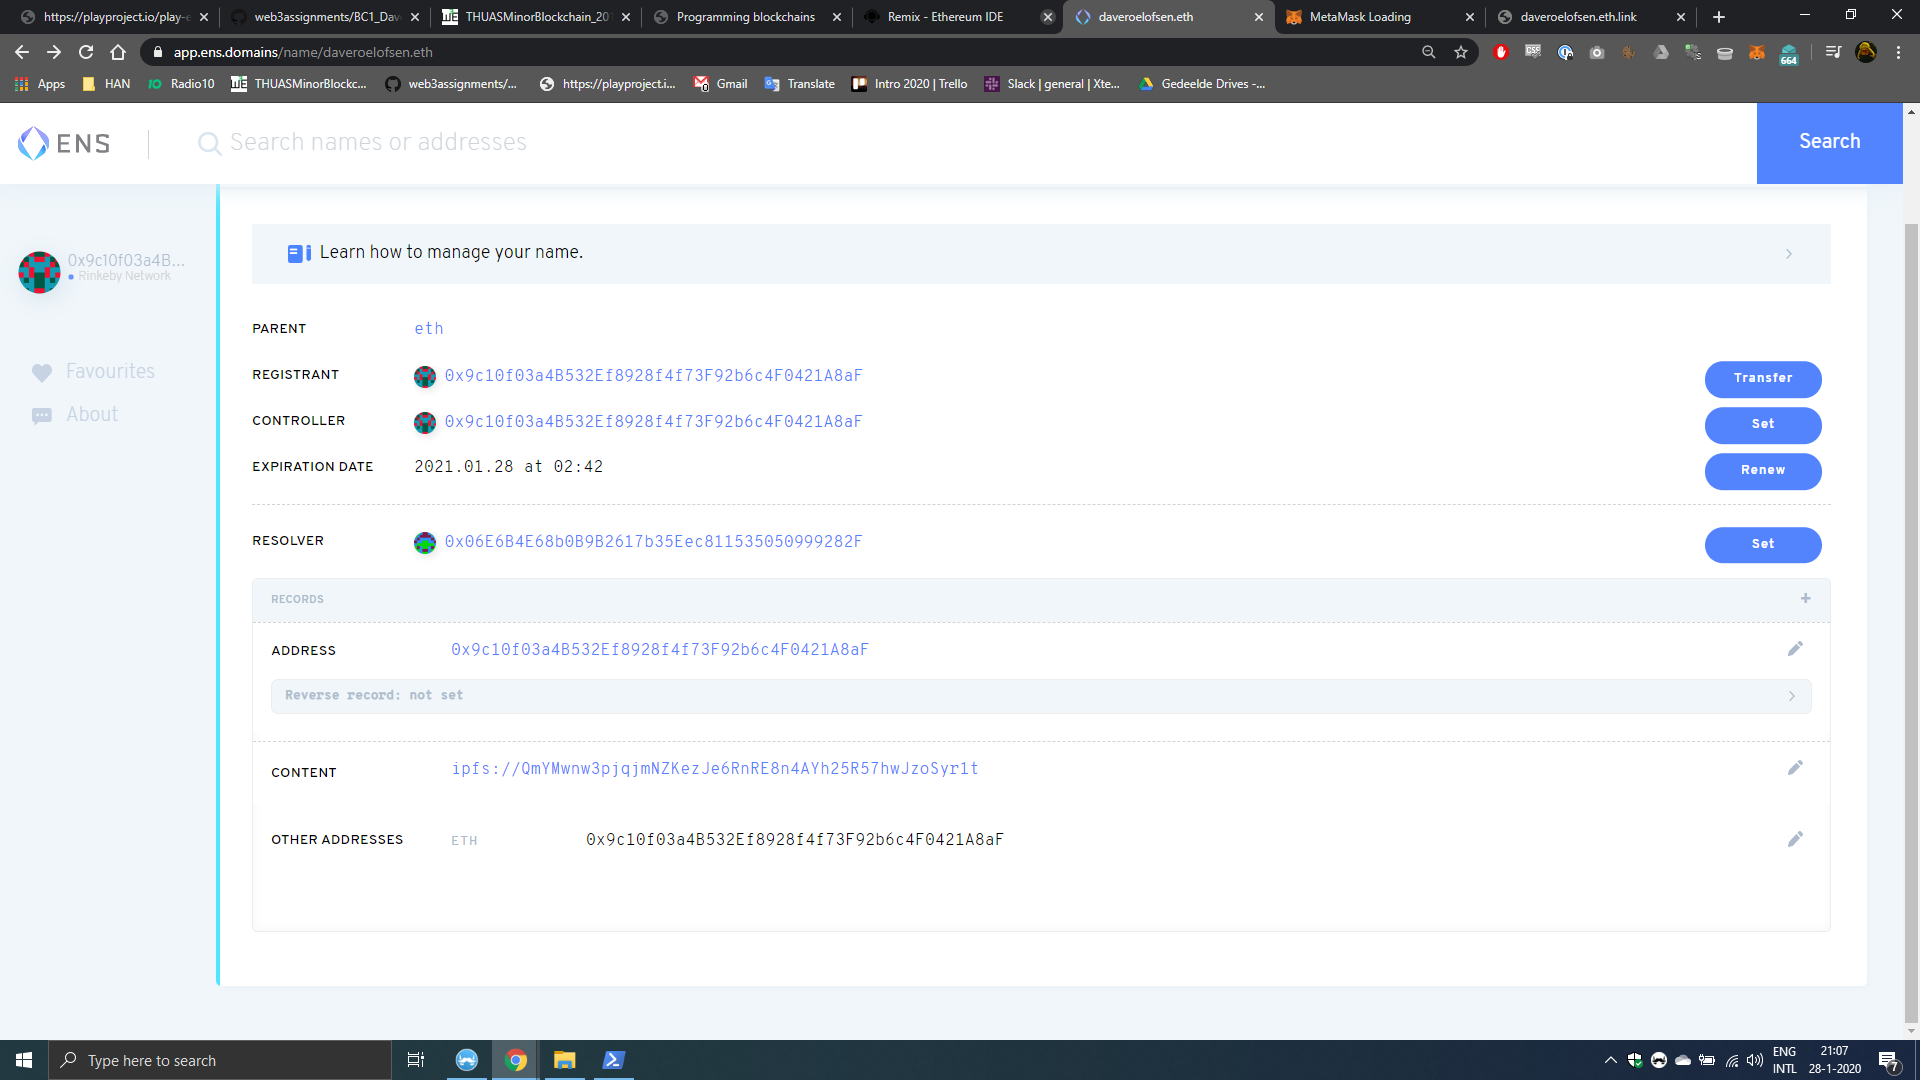 https://playproject.io/play-e
web3assignments/BC1_Dav
THUASMinorBlockchain_201
Programming blockchains
Remix - Ethereum IDE
daveroelofsen.eth
MetaMask Loading
daveroelofsen.eth.link
app.ens.domains/name/daveroelofsen.eth
664
Apps
HAN
Radio10
THUASMinorBlockc...
web3assignments/...
https://playproject.i...
Gmail
Translate
Intro 2020 | Trello
Slack | general | Xte...
Gedeelde Drives -...
ENS
Search names or addresses
Search
0x9c10f03a4B...
Rinkeby Network
Favourites
About
Learn how to manage your name.
PARENT
eth
REGISTRANT
0x9c10f03a4B532Ef8928f4f73F92b6c4F0421A8aF
Transfer
CONTROLLER
0x9c10f03a4B532Ef8928f4f73F92b6c4F0421A8aF
Set
EXPIRATION DATE
2021.01.28 at 02:42
Renew
RESOLVER
0x06E6B4E68b0B9B2617b35Eec811535050999282F
Set
RECORDS
+
ADDRESS
0x9c10f03a4B532Ef8928f4f73F92b6c4F0421A8aF
Reverse record: not set
CONTENT
ipfs://QmYMwnw3pjqjmNZKezJe6RnRE8n4AYh25R57hwJzoSyr1t
OTHER ADDRESSES
ETH
0x9c10f03a4B532Ef8928f4f73F92b6c4F0421A8aF
Type here to search
ENG
INTL
21:07
28-1-2020
7